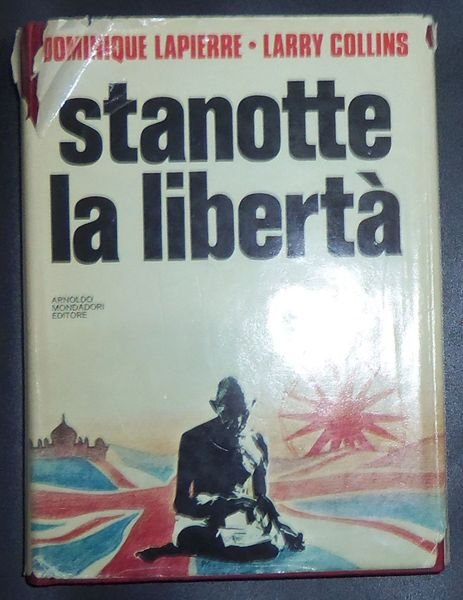 DOMINIQUE LAPIERRE • LARRY COLLINS
stanotte
la libertà
ARNOLDO
MONDADORI
EDITORE